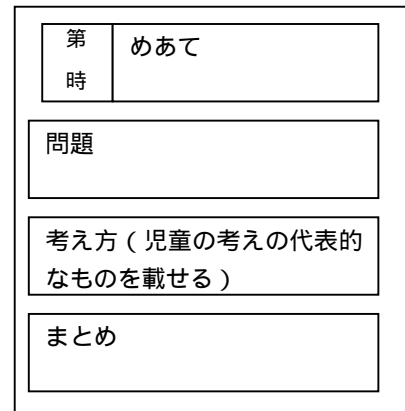 第
時
めあて
問題
考え方（児童の考えの代表的
なものを載せる）
まとめ